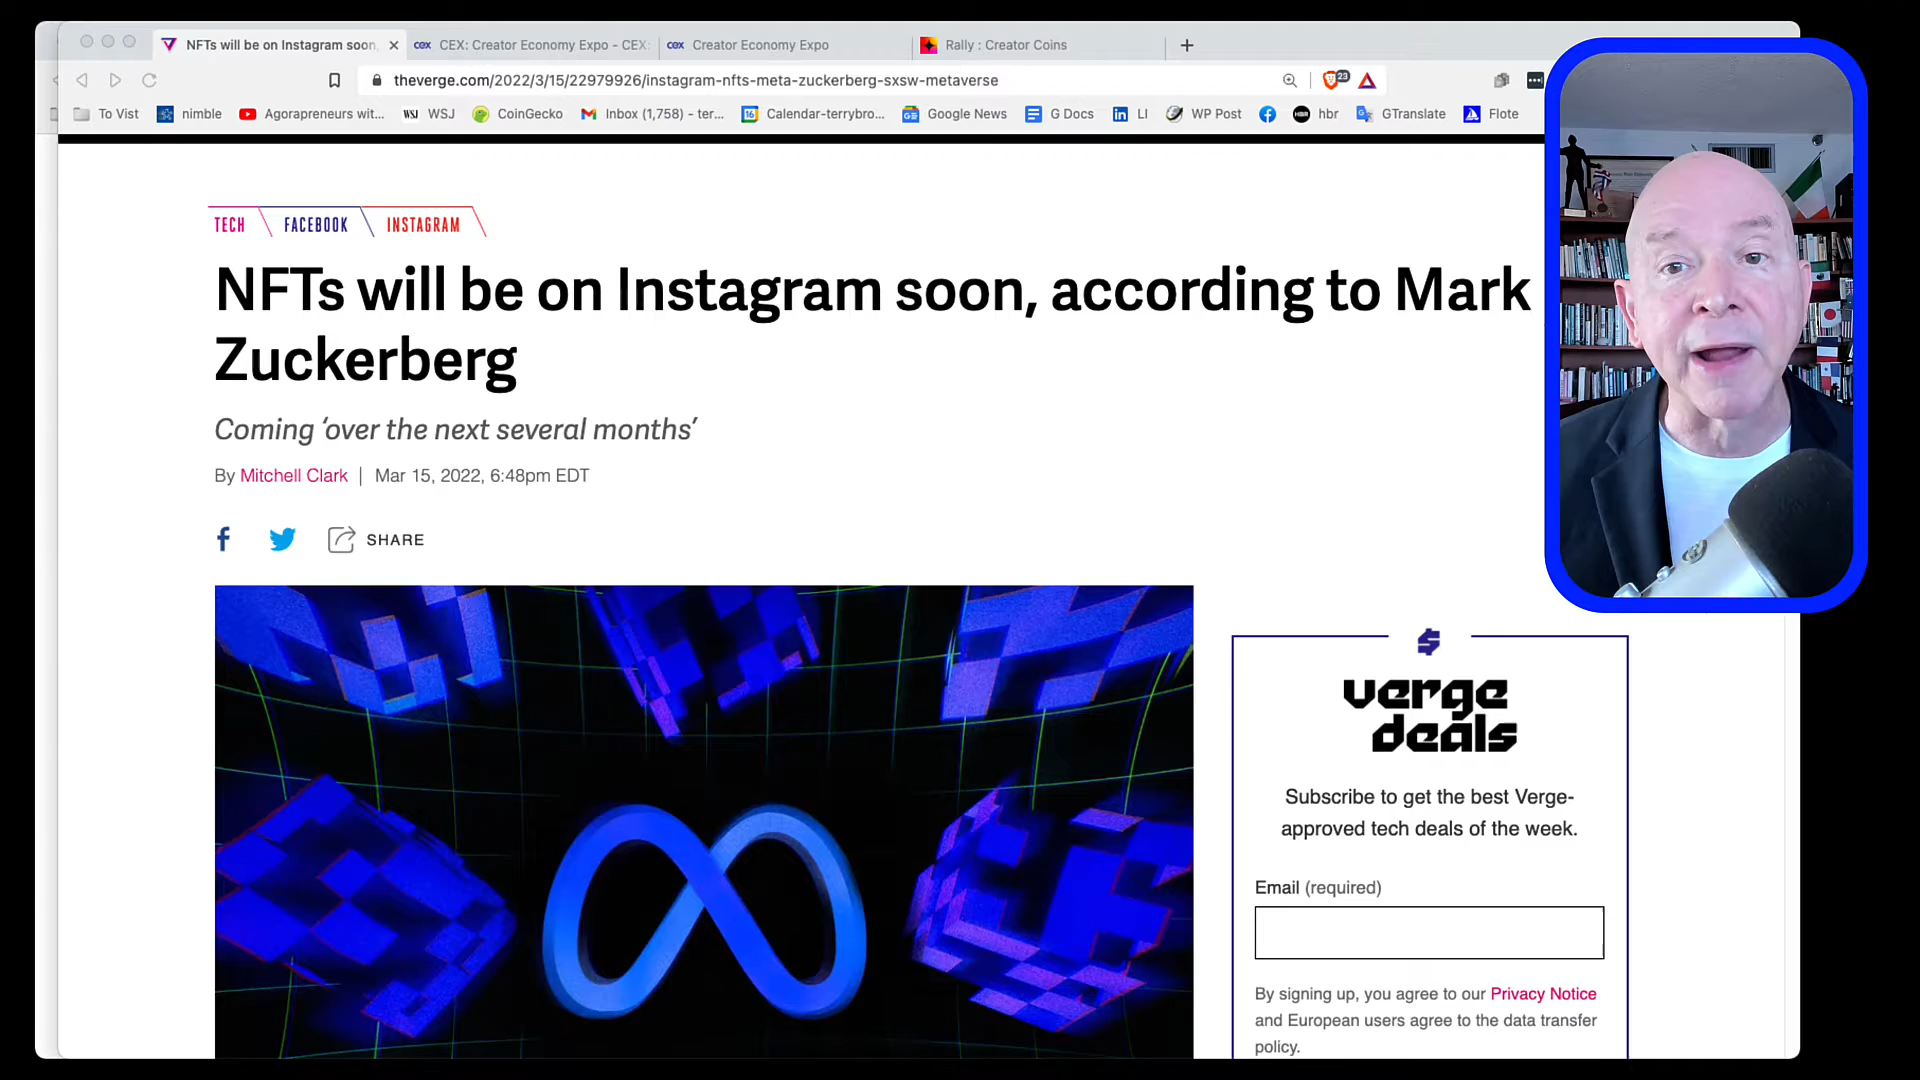 NFTs will be on Instagram soon,
CEX: Creator Economy Expo - CEX:
Creator Economy Expo
Rally : Creator Coins
theverge.com/2022/3/15/22979926/instagram-nfts-meta-zuckerberg-sxsw-metaverse
23
To Vist
nimble
Agorapreneurs wit...
WSJ WSJ
CoinGecko
Inbox (1,758) - ter...
16 Calendar-terrybro...
Google News
G Docs
in LI
WP Post
HBR hbr
GTranslate
Flote
TECH
FACEBOOK
INSTAGRAM
NFTs will be on Instagram soon, according to Mark
Zuckerberg
Coming ‘over the next several months’
By Mitchell Clark | Mar 15, 2022, 6:48pm EDT
SHARE
verge
deals
Subscribe to get the best Verge-
approved tech deals of the week.
Email (required)
By signing up, you agree to our Privacy Notice
and European users agree to the data transfer
policy.